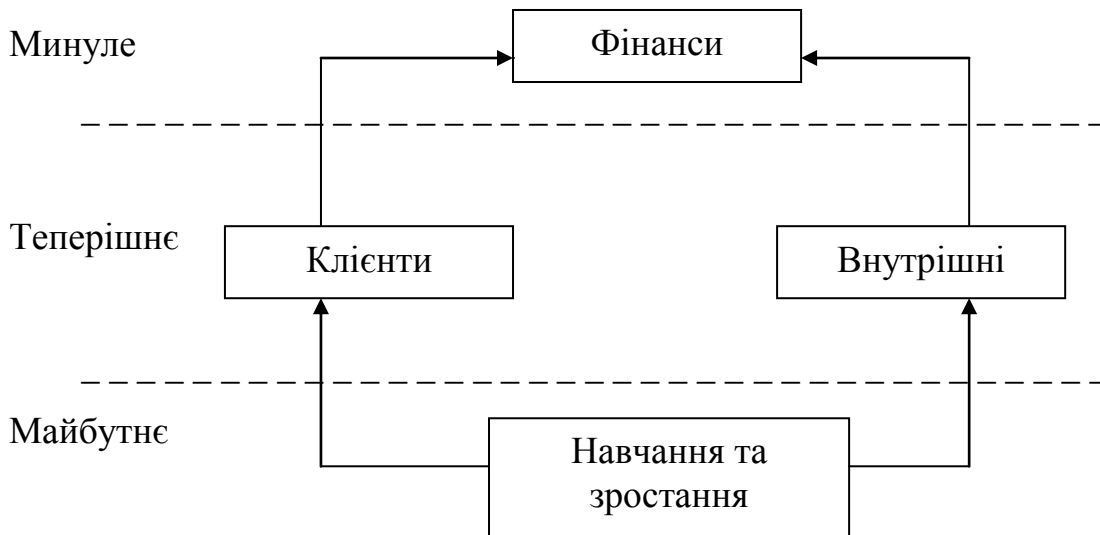 Минуле
Фінанси
Теперішнє
Клієнти
Внутрішні
Майбутнє
Навчання та
зростання